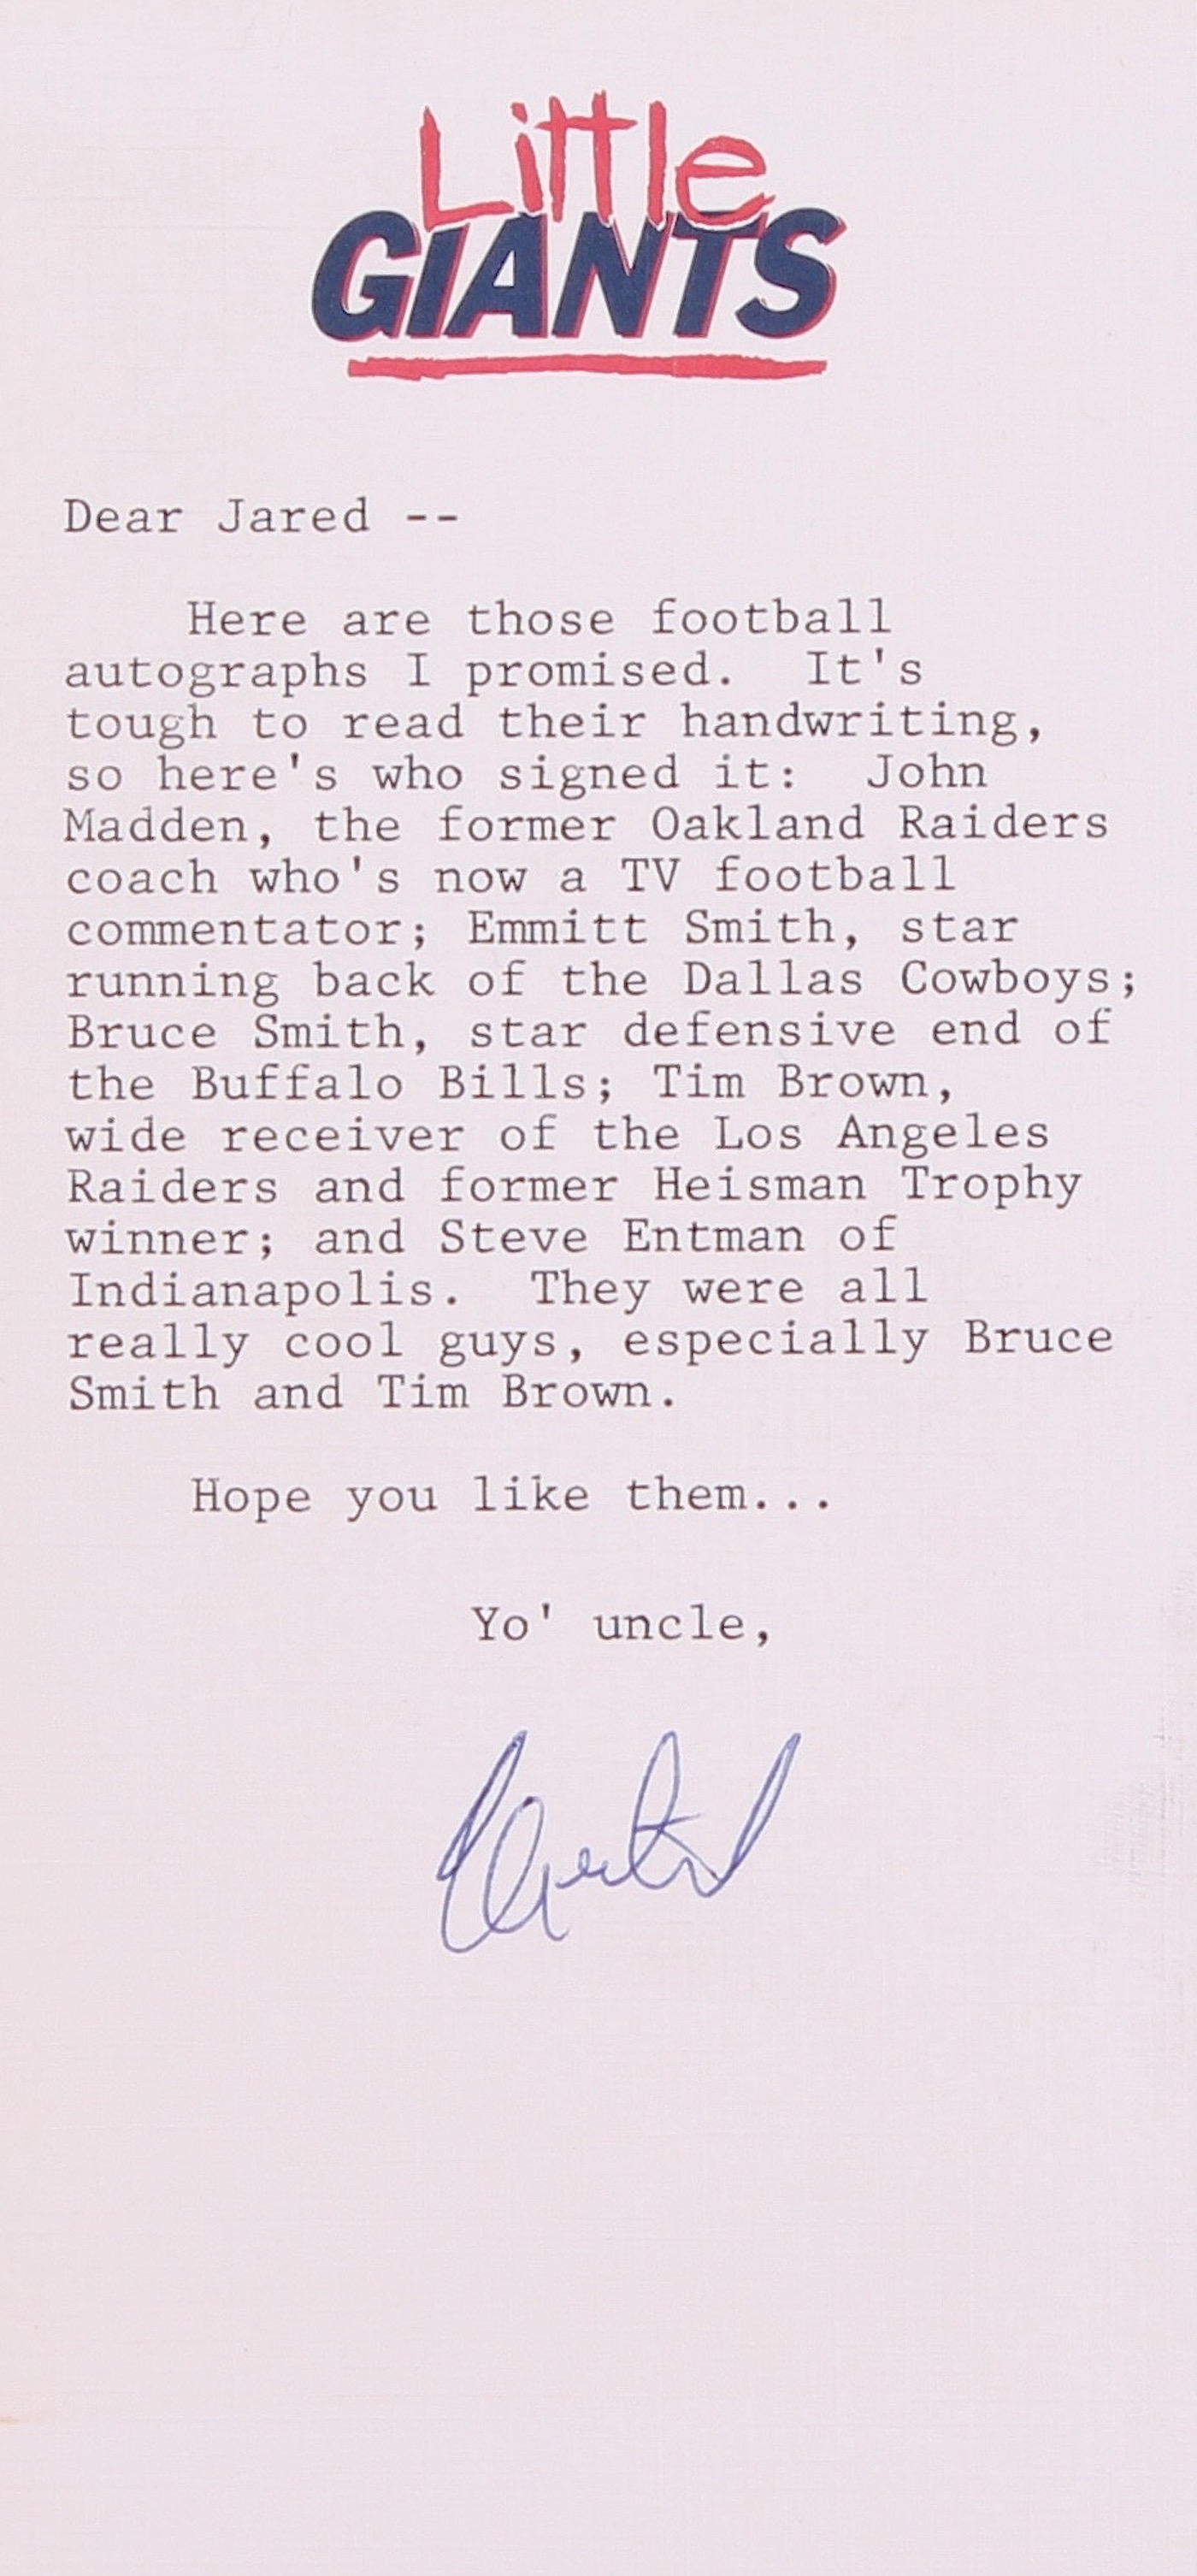 Little
GIANTS
Dear Jared --
Here are those football
autographs I promised.  It's
tough to read their handwriting,
so here's who signed it:  John
Madden, the former Oakland Raiders
coach who's now a TV football
commentator; Emmitt Smith, star
running back of the Dallas Cowboys;
Bruce Smith, star defensive end of
the Buffalo Bills; Tim Brown,
wide receiver of the Los Angeles
Raiders and former Heisman Trophy
winner; and Steve Entman of
Indianapolis.  They were all
really cool guys, especially Bruce
Smith and Tim Brown.
Hope you like them...
Yo' uncle,